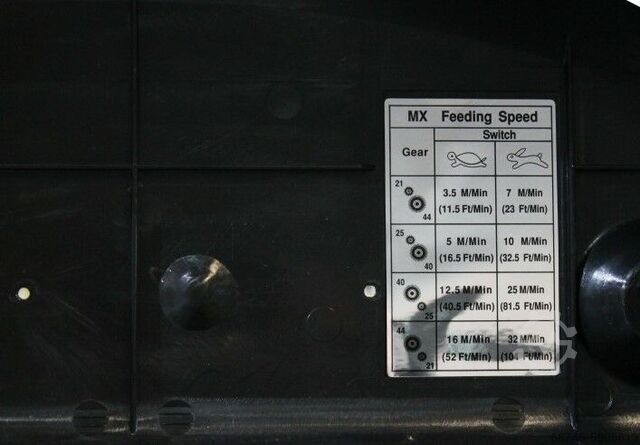 MX Feeding Speed
Switch
Gear
21
44
3.5 M/Min
(11.5 Ft/Min)
7 M/Min
(23 Ft/Min)
25
40
5 M/Min
(16.5 Ft/Min)
10 M/Min
(32.5 Ft/Min)
40
25
12.5 M/Min
(40.5 Ft/Min)
25 M/Min
(81.5 Ft/Min)
44
21
16 M/Min
(52 Ft/Min)
32 M/Min
(104 Ft/Min)